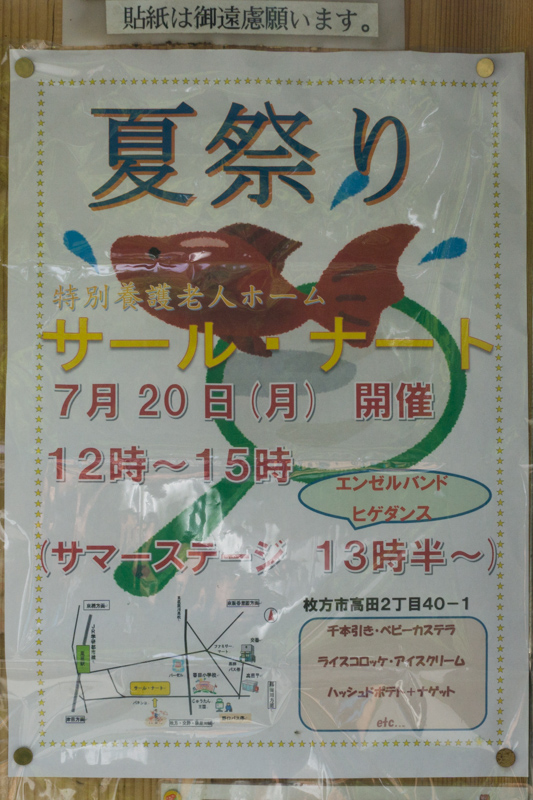 貼紙は御遠慮願います。
夏祭り
特別養護老人ホーム
サール・ナート
7月20日(月) 開催
12時～15時
エンゼルバンド
ヒゲダンス
(サマーステージ 13時半～)
枚方市高田2丁目40－1
千本引き・ベビーカステラ
ライスコロッケ・アイスクリーム
ハッシュドポテト＋ナゲット
etc...
サール・ナート